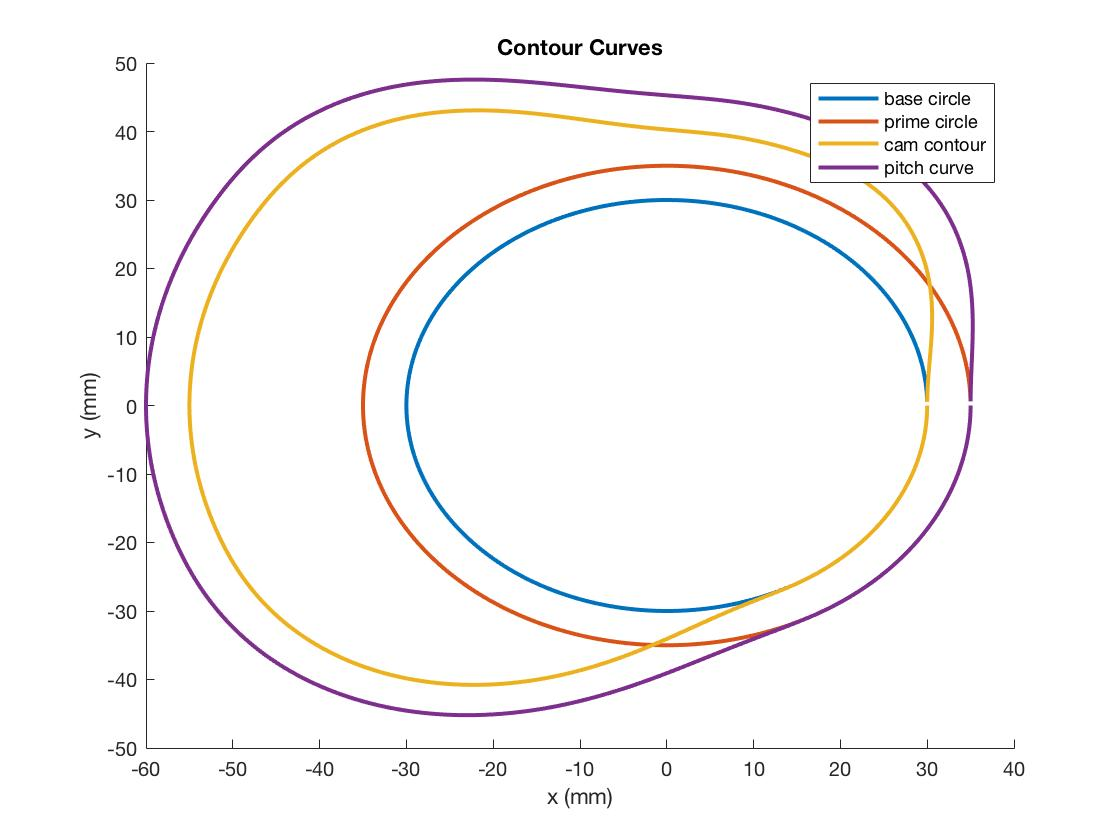 Contour Curves
base circle
prime circle
cam contour
pitch curve
50
40
30
20
10
0
-10
-20
-30
-40
-50
y (mm)
-60 -50 -40 -30 -20 -10 0 10 20 30 40
x (mm)